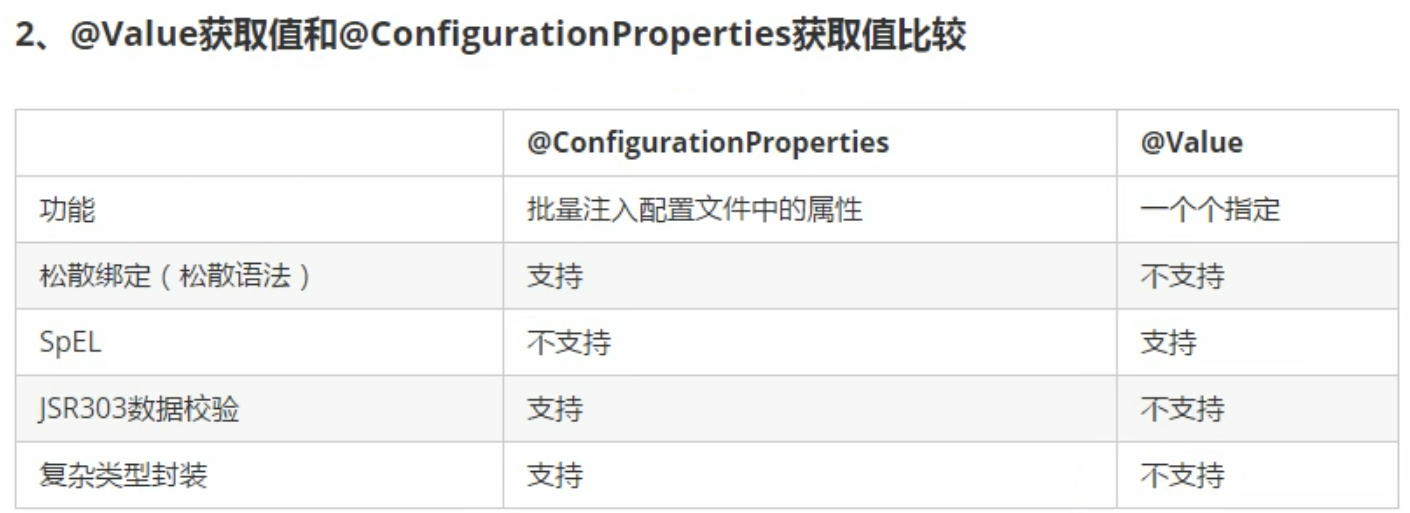 2、@Value获取值和@ConfigurationProperties获取值比较
@ConfigurationProperties @Value
功能 批量注入配置文件中的属性 一个个指定
松散绑定（松散语法） 支持 不支持
SpEL 不支持 支持
JSR303数据校验 支持 不支持
复杂类型封装 支持 不支持